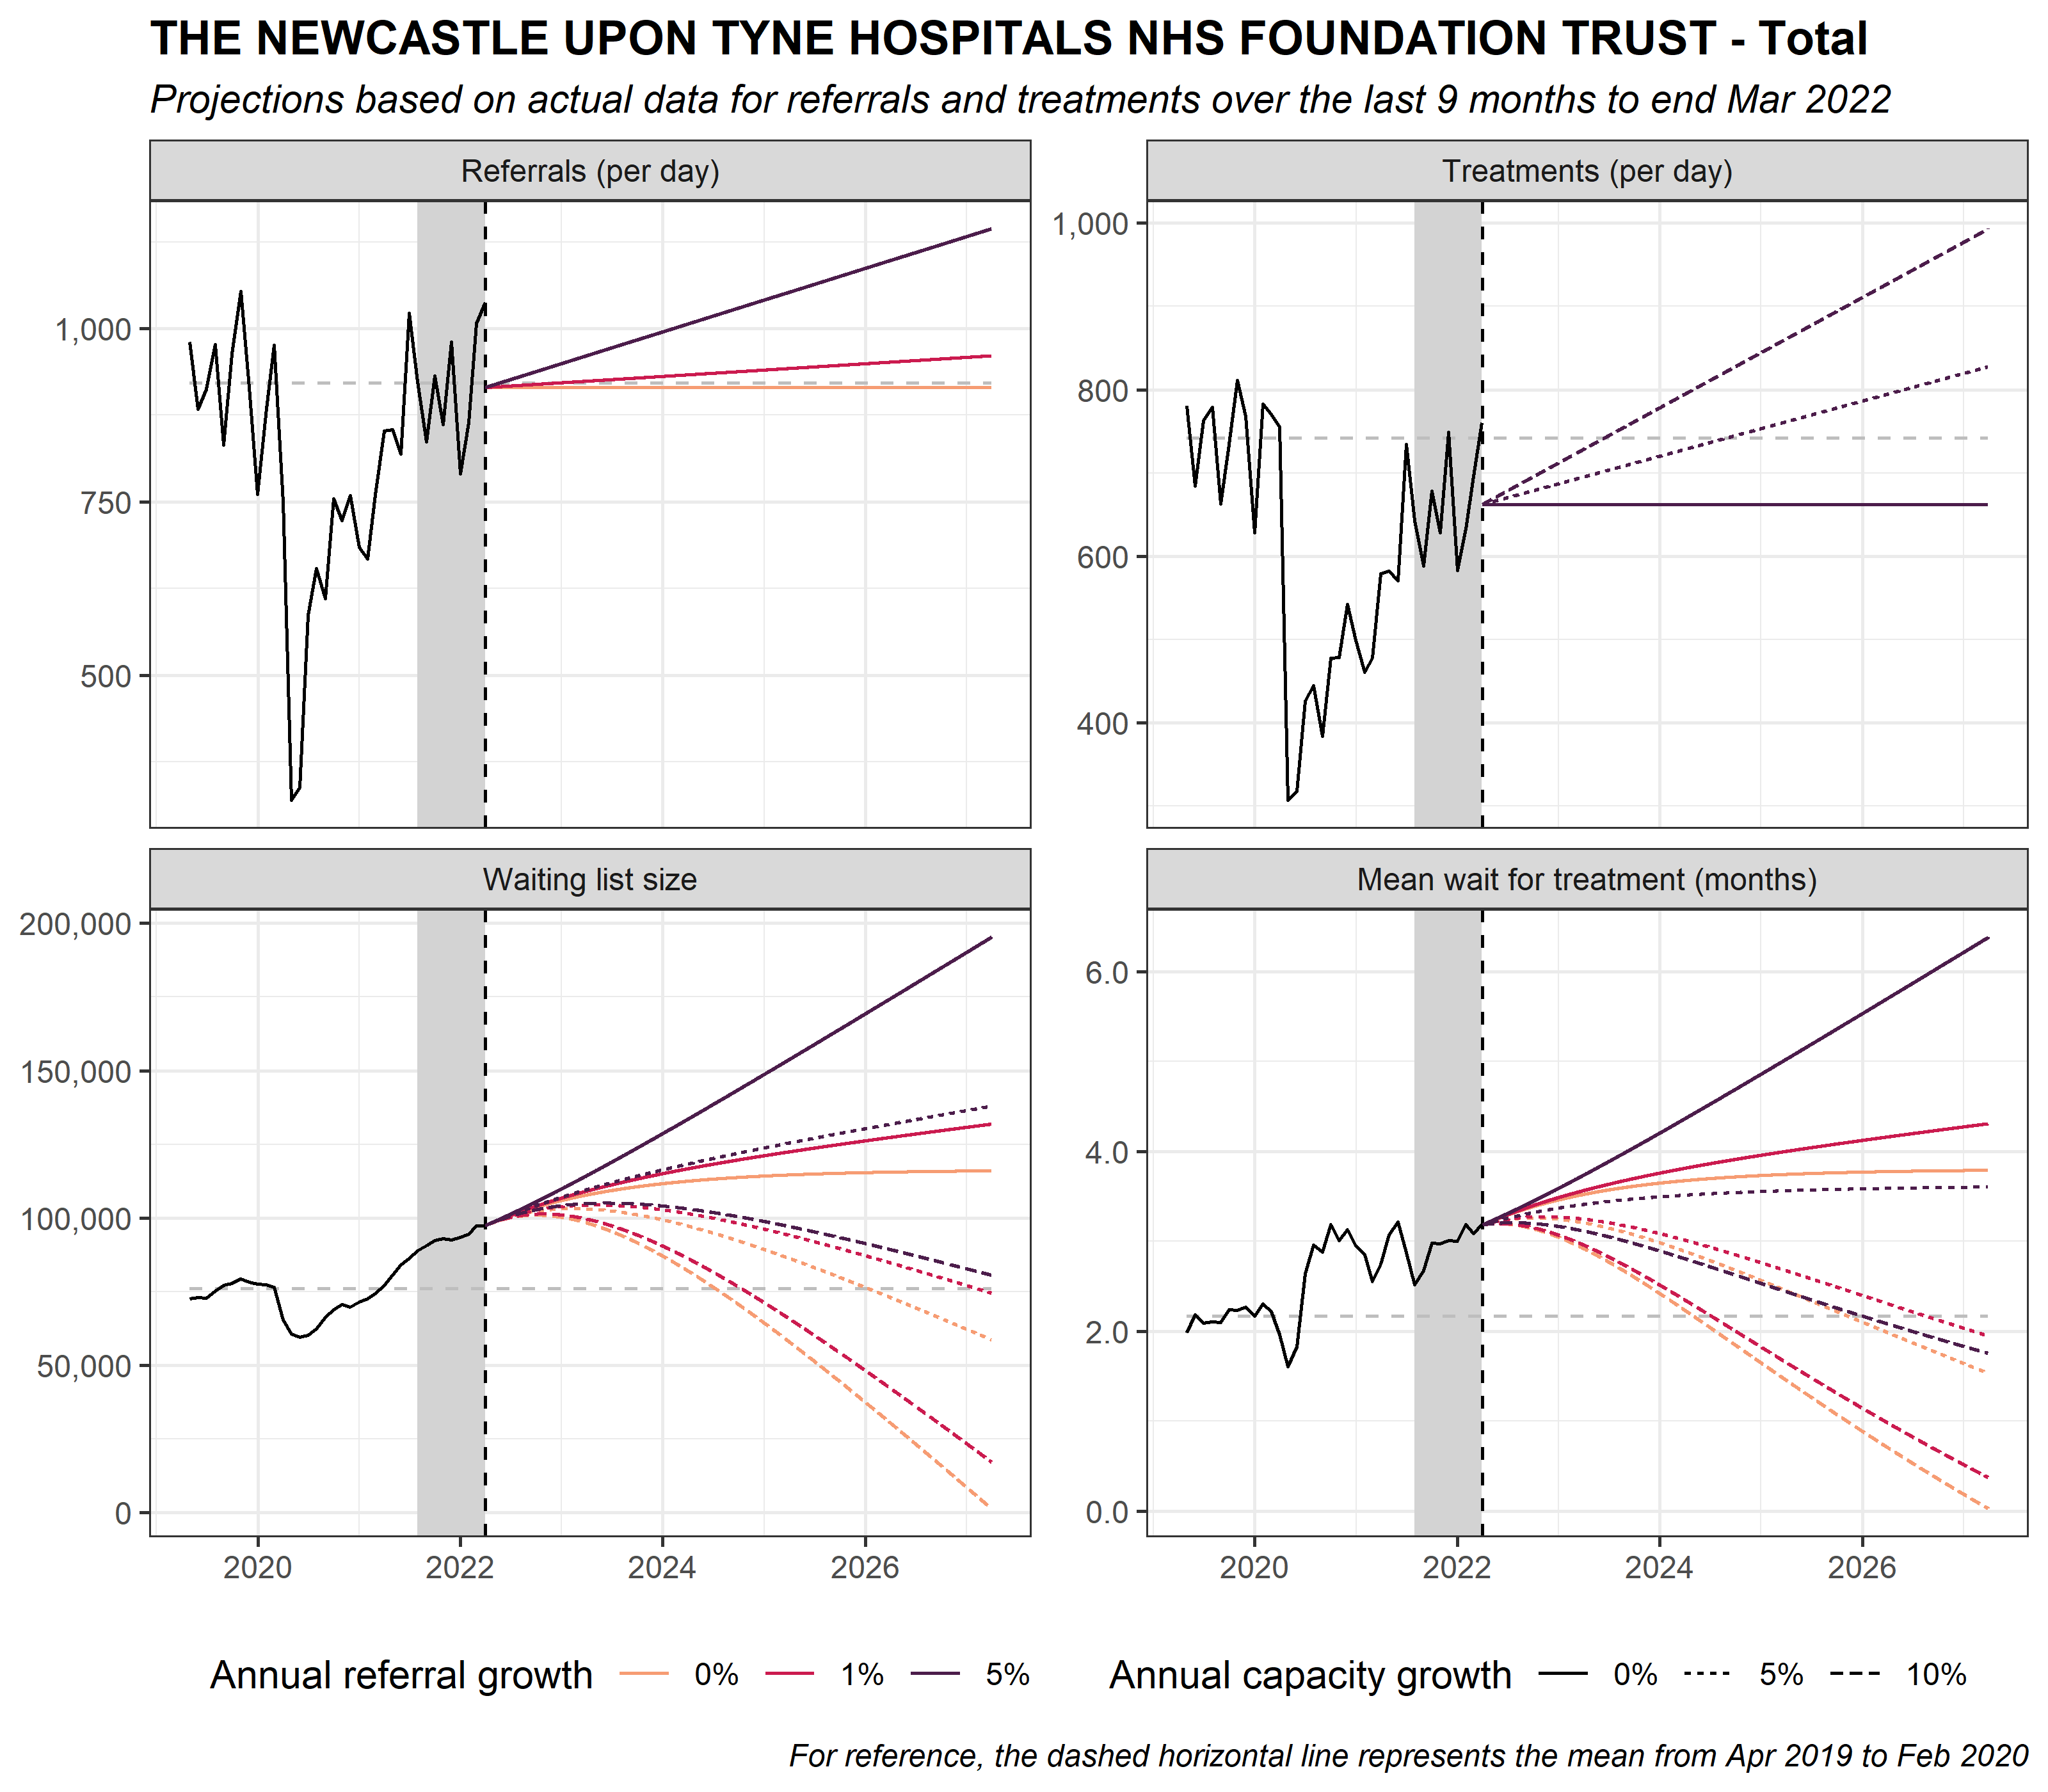 THE NEWCASTLE UPON TYNE HOSPITALS NHS FOUNDATION TRUST - Total
Projections based on actual data for referrals and treatments over the last 9 months to end Mar 2022
Referrals (per day)
1,000
750
500
Treatments (per day)
1,000
800
600
400
Waiting list size
200,000
150,000
100,000
50,000
0
2020 2022 2024 2026
Mean wait for treatment (months)
6.0
4.0
2.0
0.0
2020 2022 2024 2026
Annual referral growth 0% 1% 5%
Annual capacity growth 0% 5% 10%
For reference, the dashed horizontal line represents the mean from Apr 2019 to Feb 2020